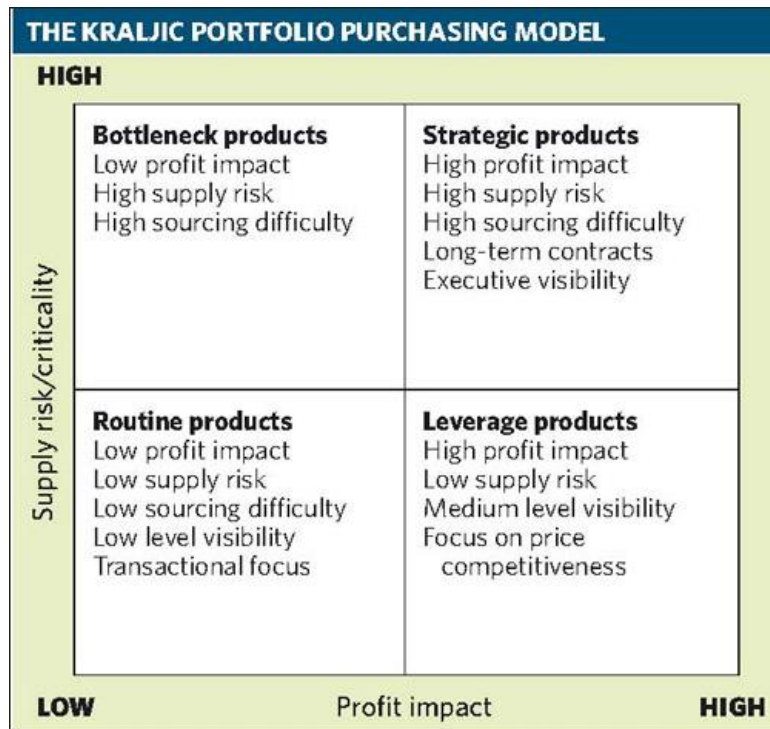 THE KRALJIC PORTFOLIO PURCHASING MODEL
HIGH
Bottleneck products
Low profit impact
High supply risk
High sourcing difficulty
Strategic products
High profit impact
High supply risk
High sourcing difficulty
Long-term contracts
Executive visibility
Supply risk/criticality
Routine products
Low profit impact
Low supply risk
Low sourcing difficulty
Low level visibility
Transactional focus
Leverage products
High profit impact
Low supply risk
Medium level visibility
Focus on price
competitiveness
LOW
Profit impact
HIGH